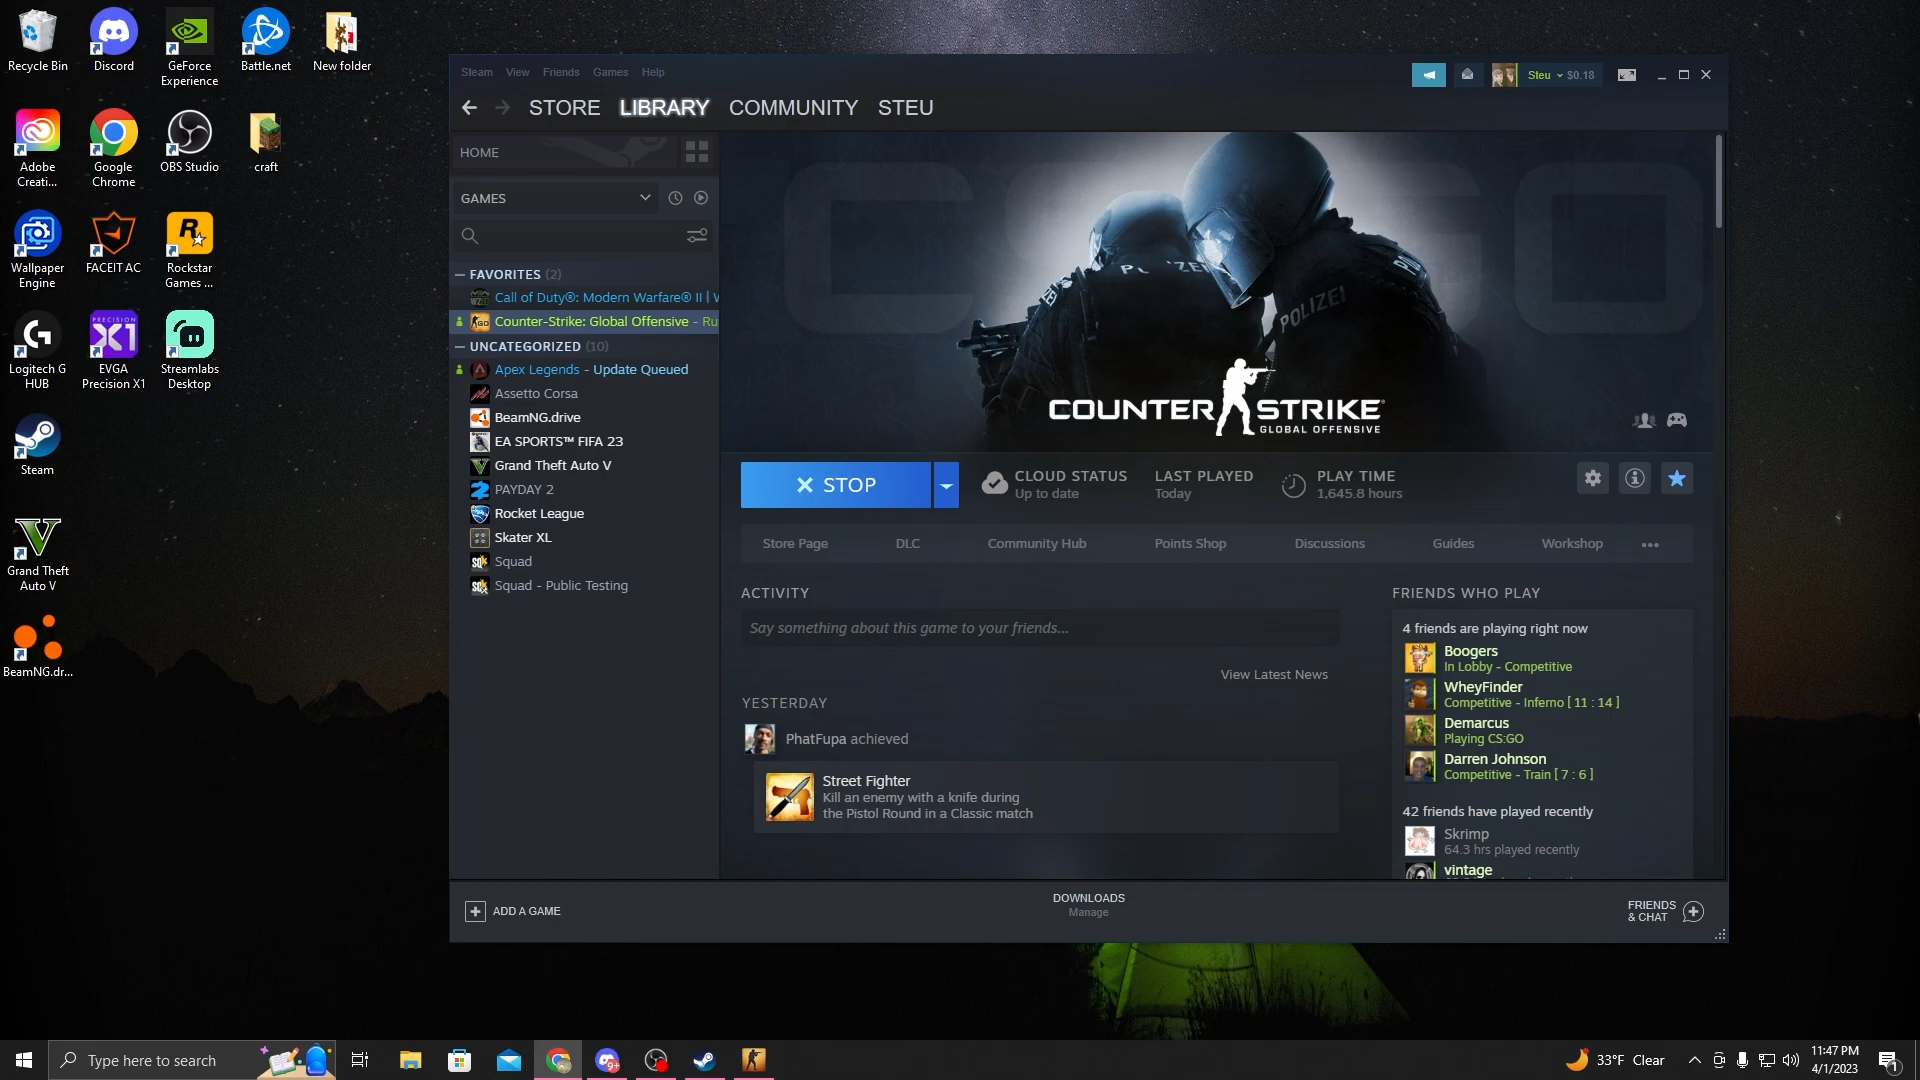 Recycle Bin
Discord
GeForce
Experience
Battle.net
New folder
Adobe
Creati...
Google
Chrome
OBS Studio
craft
Wallpaper
Engine
FACEIT AC
Rockstar
Games ...
Logitech G
HUB
PRECISION
X1
EVGA
Precision X1
Streamlabs
Desktop
Steam
Grand Theft
Auto V
BeamNG.dr...
Steam View Friends Games Help
Steu $0.18
STORE LIBRARY COMMUNITY STEU
HOME
GAMES
FAVORITES (2)
Call of Duty®: Modern Warfare® II |
Counter-Strike: Global Offensive - Ru
UNCATEGORIZED (10)
Apex Legends - Update Queued
Assetto Corsa
BeamNG.drive
EA SPORTS™ FIFA 23
Grand Theft Auto V
PAYDAY 2
Rocket League
Skater XL
Squad
Squad - Public Testing
CS GO
POLIZEI
COUNTER STRIKE
GLOBAL OFFENSIVE
STOP
CLOUD STATUS
Up to date
LAST PLAYED
Today
PLAY TIME
1,645.8 hours
Store Page DLC Community Hub Points Shop Discussions Guides Workshop
ACTIVITY
Say something about this game to your friends...
View Latest News
YESTERDAY
PhatFupa achieved
Street Fighter
Kill an enemy with a knife during
the Pistol Round in a Classic match
FRIENDS WHO PLAY
4 friends are playing right now
Boogers
In Lobby - Competitive
WheyFinder
Competitive - Inferno [ 11 : 14 ]
Demarcus
Playing CS:GO
Darren Johnson
Competitive - Train [ 7 : 6 ]
42 friends have played recently
Skrimp
64.3 hrs played recently
vintage
ADD A GAME
DOWNLOADS
Manage
FRIENDS
& CHAT
Type here to search
9+
33°F Clear
11:47 PM
4/1/2023
1